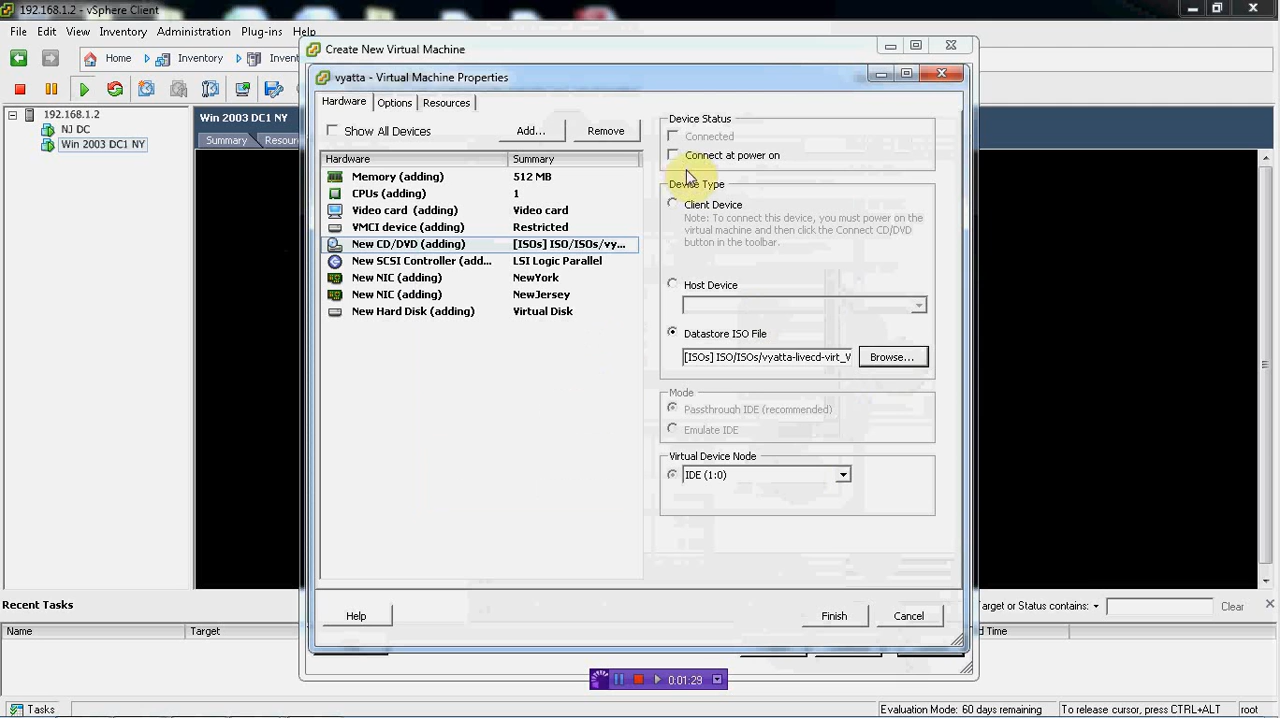 192.168.1.2 - vSphere Client
File Edit View Inventory Administration Plug-ins Help
Home Inventory
192.168.1.2
NJ DC
Win 2003 DC1 NY
Win 2003 DC1 NY
Summary
Create New Virtual Machine
vyatta - Virtual Machine Properties
Hardware Options Resources
Show All Devices Add... Remove
Hardware Summary
Memory (adding) 512 MB
CPUs (adding) 1
Video card (adding) Video card
VMCI device (adding) Restricted
New CD/DVD (adding) [ISOs] ISO/ISOs/vy...
New SCSI Controller (add... LSI Logic Parallel
New NIC (adding) NewYork
New NIC (adding) NewJersey
New Hard Disk (adding) Virtual Disk
Device Status
Connected
Connect at power on
Device Type
Client Device
Note: To connect this device, you must power on the
virtual machine and then click the Connect CD/DVD
button in the toolbar.
Host Device
Datastore ISO File
[ISOs] ISO/ISOs/vyatta-livecd-virt_V Browse...
Mode
Passthrough IDE (recommended)
Emulate IDE
Virtual Device Node
IDE (1:0)
Help Finish Cancel
Recent Tasks
Target or Status contains: Clear
Name Target Time
0:01:29
Tasks Evaluation Mode: 60 days remaining To release cursor, press CTRL+ALT root